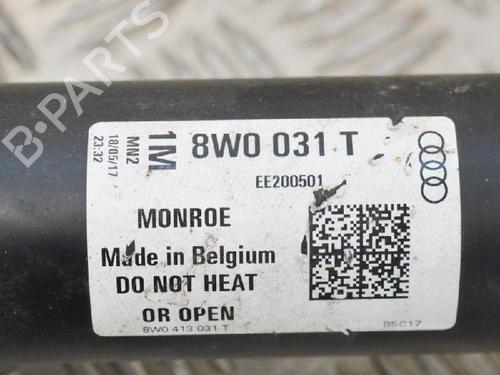 B-PARTS
23:32
18/05/17
MN2
1M
8W0 031 T
EE200501
MONROE
Made in Belgium
DO NOT HEAT
OR OPEN
8W0 413 031 T
BSC17